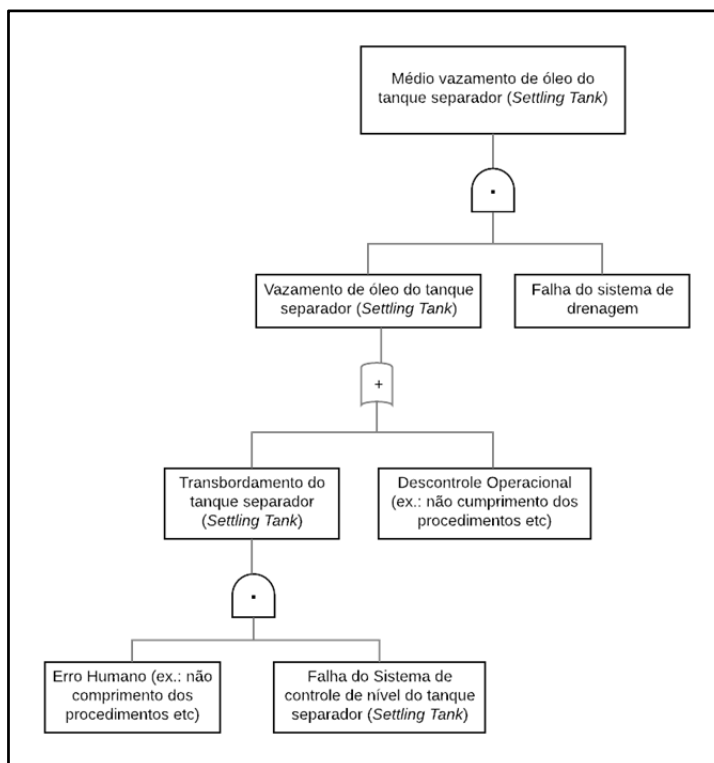 Médio vazamento de óleo do
tanque separador (Settling Tank)
.
Vazamento de óleo do tanque
separador (Settling Tank)
Falha do sistema de
drenagem
+
Transbordamento do
tanque separador
(Settling Tank)
Descontrole Operacional
(ex.: não cumprimento dos
procedimentos etc)
.
Erro Humano (ex.: não
comprimento dos
procedimentos etc)
Falha do Sistema de
controle de nível do tanque
separador (Settling Tank)